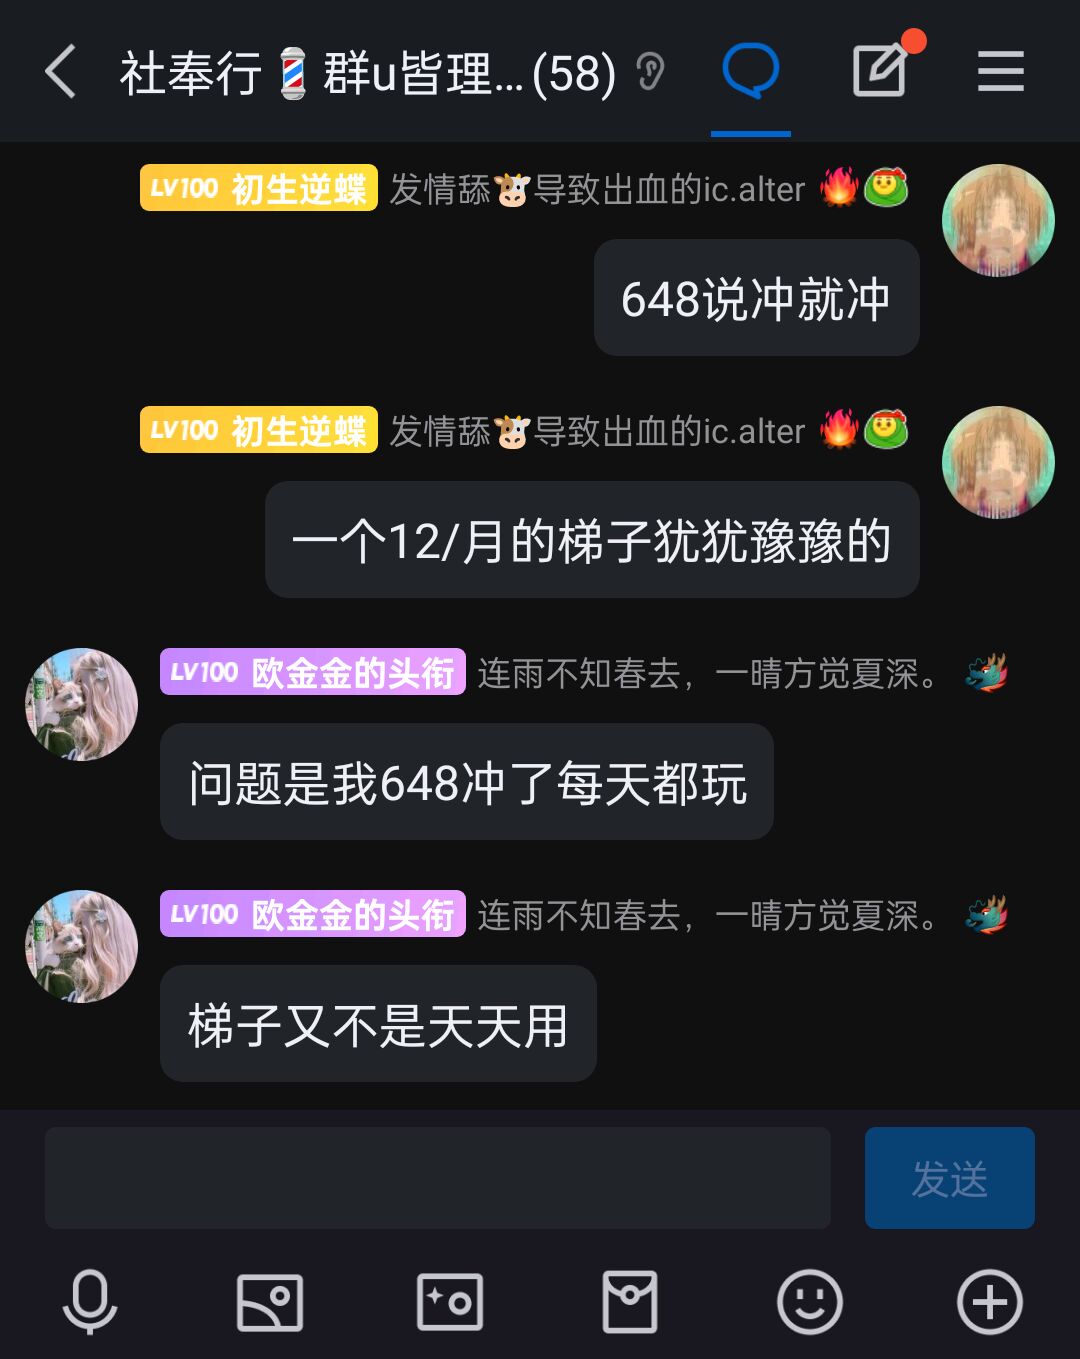 社奉行💈群u皆理...(58)
LV100 初生逆蝶 发情舔🐮导致出血的ic.alter
648说冲就冲
LV100 初生逆蝶 发情舔🐮导致出血的ic.alter
一个12/月的梯子犹犹豫豫的
LV100 欧金金的头衔 连雨不知春去，一晴方觉夏深。
问题是我648冲了每天都玩
LV100 欧金金的头衔 连雨不知春去，一晴方觉夏深。
梯子又不是天天用
发送